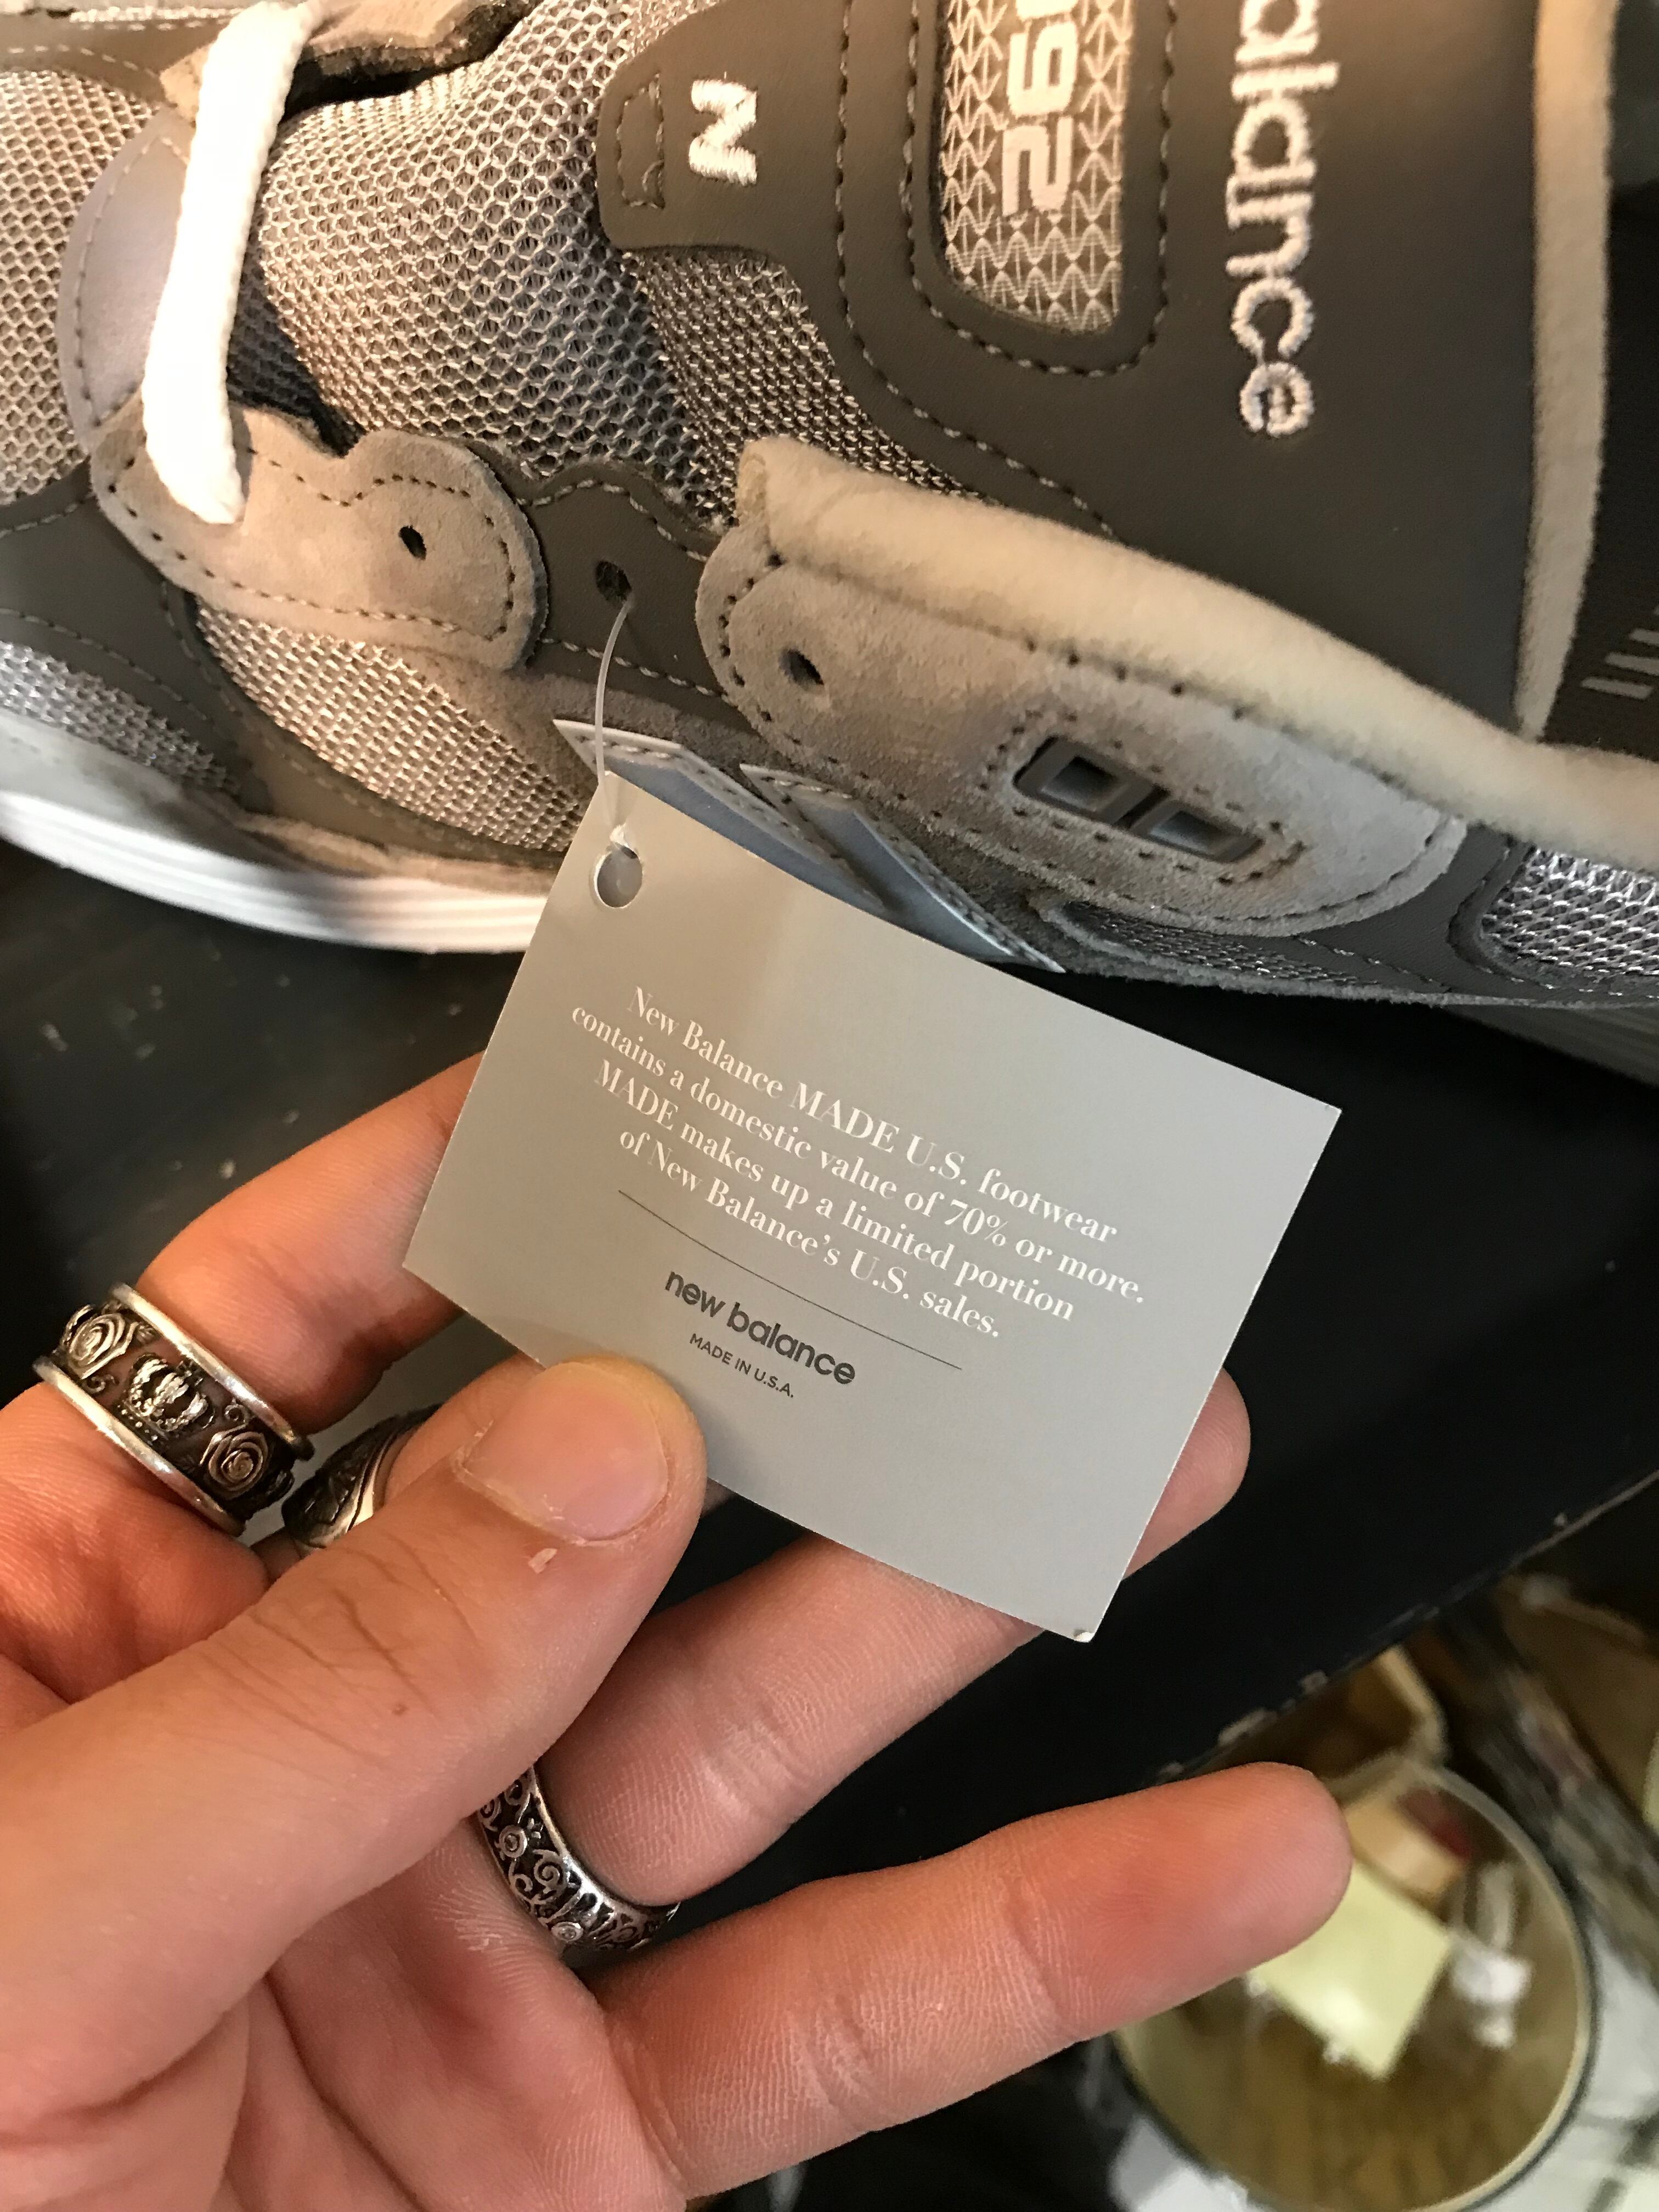 N
992
balance
New Balance MADE U.S. footwear
contains a domestic value of 70% or more.
MADE makes up a limited portion
of New Balance's U.S. sales.
new balance
MADE IN U.S.A.